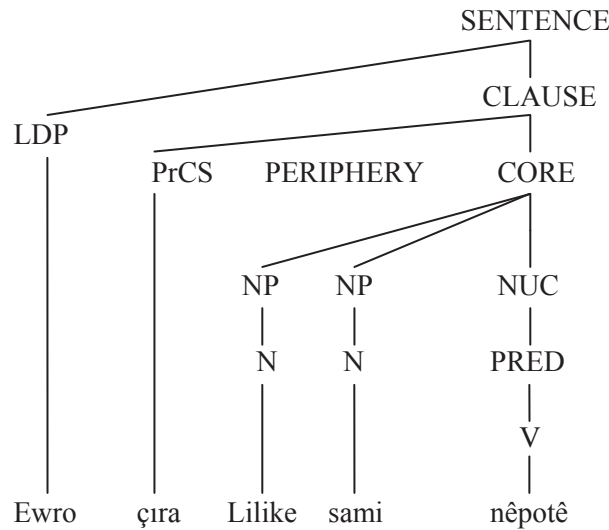 SENTENCE
CLAUSE
LDP
PrCS PERIPHERY CORE
NP NP NUC
N N PRED
V
Ewro çıra Lilike sami nêpotê